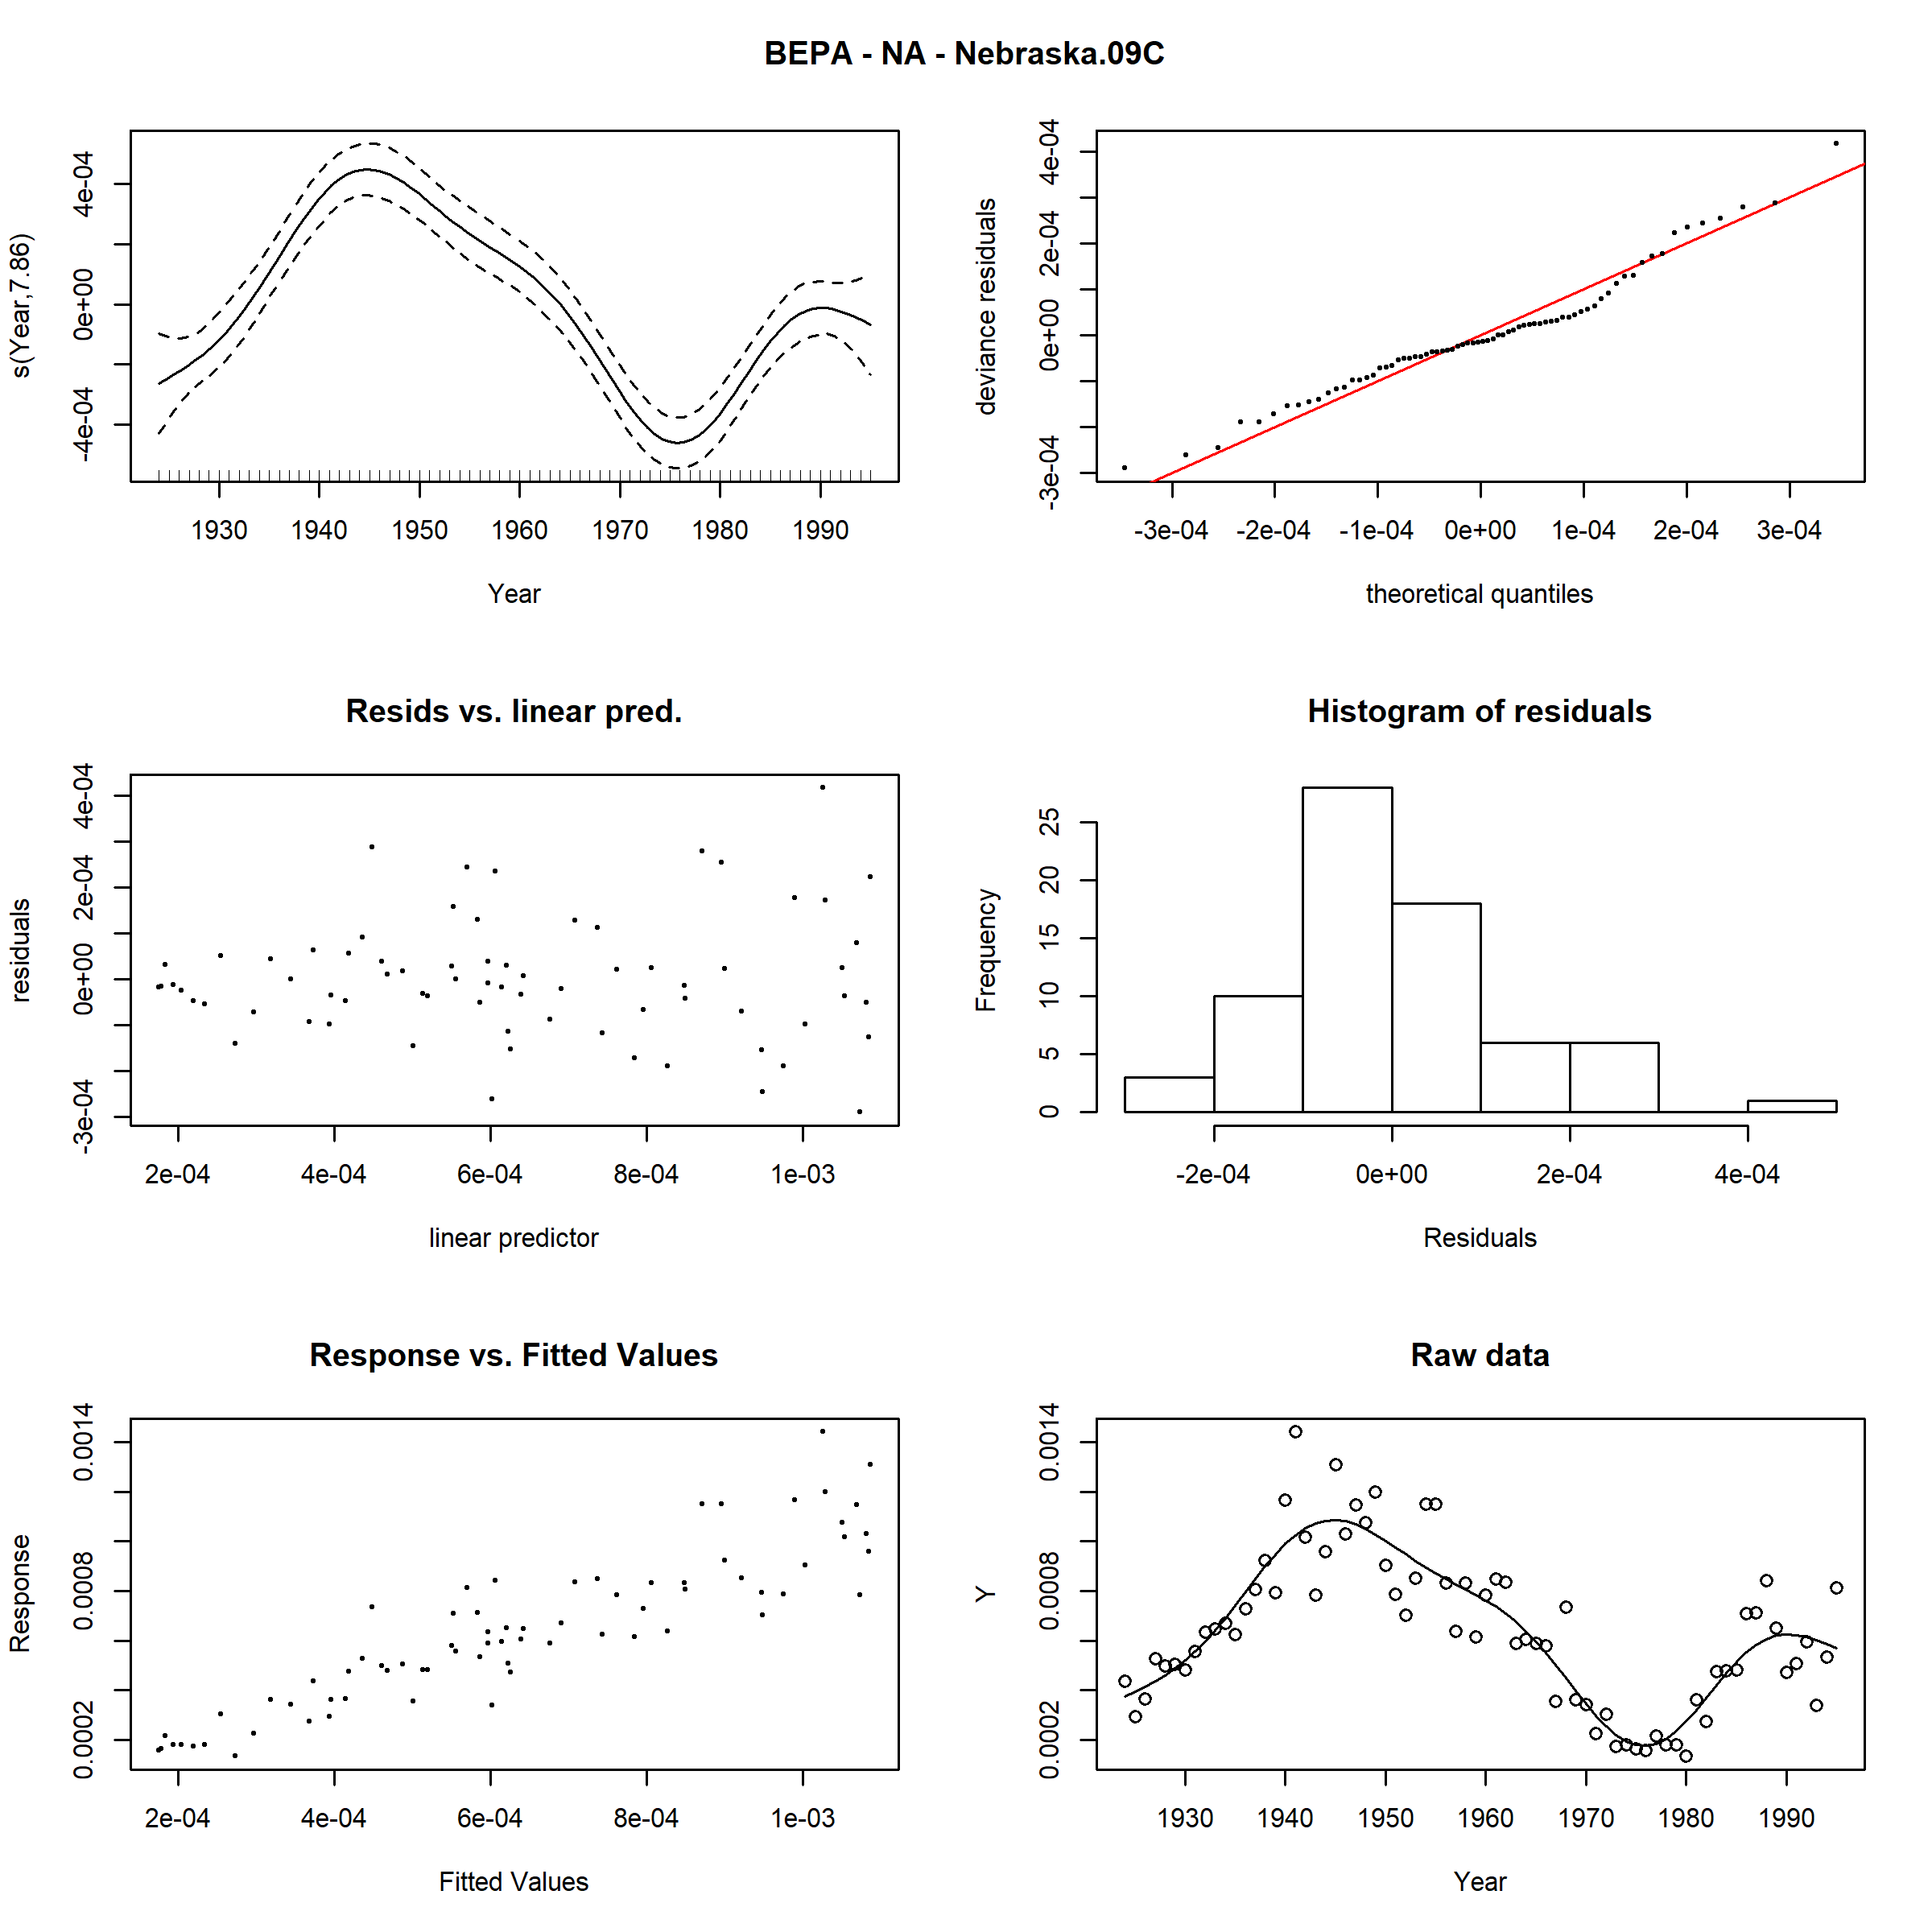 BEPA - NA - Nebraska.09C
s(Year,7.86)
-4e-04 0e+00 4e-04
1930 1940 1950 1960 1970 1980 1990
Year
deviance residuals
-3e-04 0e+00 2e-04 4e-04
-3e-04 -2e-04 -1e-04 0e+00 1e-04 2e-04 3e-04
theoretical quantiles
Resids vs. linear pred.
residuals
-3e-04 0e+00 2e-04 4e-04
2e-04 4e-04 6e-04 8e-04 1e-03
linear predictor
Histogram of residuals
Frequency
0 5 10 15 20 25
-2e-04 0e+00 2e-04 4e-04
Residuals
Response vs. Fitted Values
Response
0.0002 0.0008 0.0014
2e-04 4e-04 6e-04 8e-04 1e-03
Fitted Values
Raw data
Y
0.0002 0.0008 0.0014
1930 1940 1950 1960 1970 1980 1990
Year